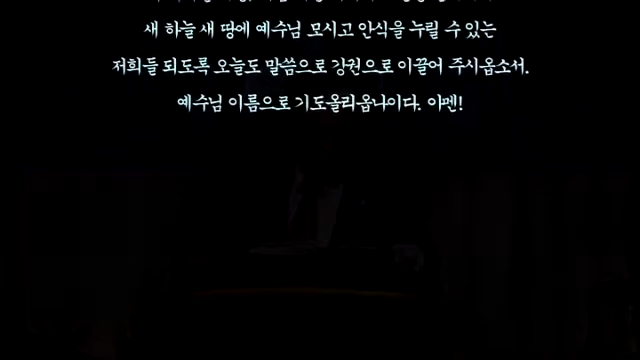 새 하늘 새 땅에 예수님 모시고 안식을 누릴 수 있는
저희들 되도록 오늘도 말씀으로 강권으로 이끌어 주시옵소서.
예수님 이름으로 기도올리옵나이다. 아멘!